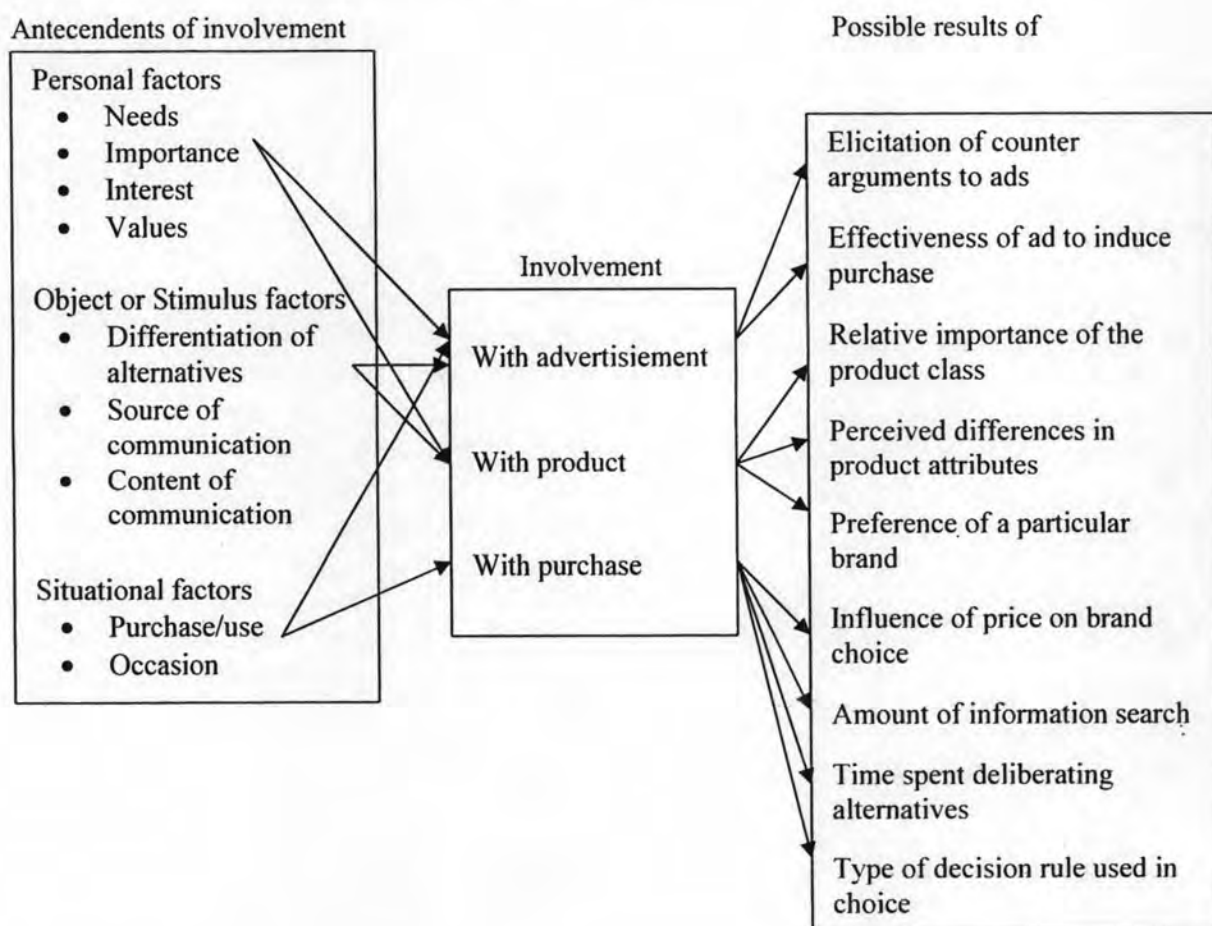 Antecendents of involvement
Personal factors
• Needs
• Importance
• Interest
• Values
Object or Stimulus factors
• Differentiation of
alternatives
• Source of
communication
• Content of
communication
Situational factors
• Purchase/use
• Occasion
Involvement
With advertisiement
With product
With purchase
Possible results of
Elicitation of counter
arguments to ads
Effectiveness of ad to induce
purchase
Relative importance of the
product class
Perceived differences in
product attributes
Preference of a particular
brand
Influence of price on brand
choice
Amount of information search
Time spent deliberating
alternatives
Type of decision rule used in
choice